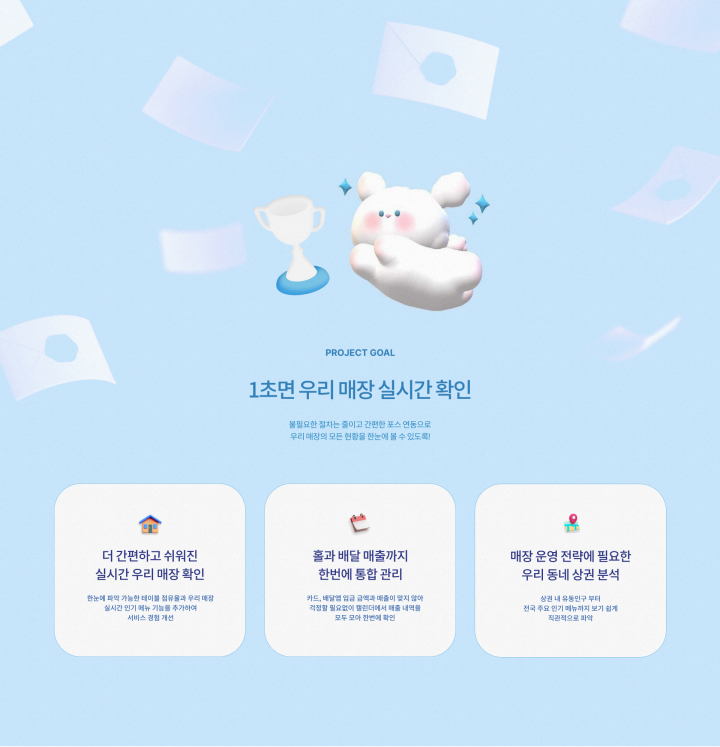 PROJECT GOAL
1초면 우리 매장 실시간 확인
불필요한 절차는 줄이고 간편한 포스 연동으로
우리 매장의 모든 현황을 한눈에 볼 수 있도록!
더 간편하고 쉬워진
실시간 우리 매장 확인
한눈에 파악 가능한 테이블 점유율과 우리 매장
실시간 인기 메뉴 기능을 추가하여
서비스 경험 개선
홀과 배달 매출까지
한번에 통합 관리
카드, 배달앱 입금 금액과 매출이 맞지 않아
걱정할 필요없이 캘린더에서 매출 내역을
모두 모아 한번에 확인
매장 운영 전략에 필요한
우리 동네 상권 분석
상권 내 유동인구 부터
전국 주요 인기 메뉴까지 보기 쉽게
직관적으로 파악